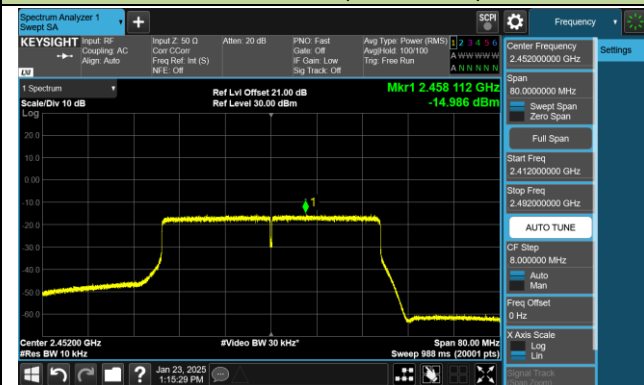 Spectrum Analyzer 1
Swept SA
SCPI
Frequency
KEYSIGHT
Input: RF
Coupling: AC
Align: Auto
Input Z: 50 Ω
Corr CCorr
Freq Ref: Int (S)
NFE: Off
Atten: 20 dB
PNO: Fast
Gate: Off
IF Gain: Low
Sig Track: Off
Avg Type: Power (RMS)
Avg|Hold: 100/100
Trig: Free Run
1 2 3 4 5 6
A W W W W W
A N N N N N
LXI
1 Spectrum
Scale/Div 10 dB
Log
Ref Lvl Offset 21.00 dB
Ref Level 30.00 dBm
Mkr1 2.458 112 GHz
-14.986 dBm
20.0
10.0
0.00
-10.0
-20.0
-30.0
-40.0
-50.0
-60.0
1
Center 2.45200 GHz
#Res BW 10 kHz
#Video BW 30 kHz*
Span 80.00 MHz
Sweep 988 ms (20001 pts)
Center Frequency
2.452000000 GHz
Settings
Span
80.0000000 MHz
Swept Span
Zero Span
Full Span
Start Freq
2.412000000 GHz
Stop Freq
2.492000000 GHz
AUTO TUNE
CF Step
8.000000 MHz
Auto
Man
Freq Offset
0 Hz
X Axis Scale
Log
Lin
Signal Track
(Span Zoom)
Jan 23, 2025
1:15:29 PM